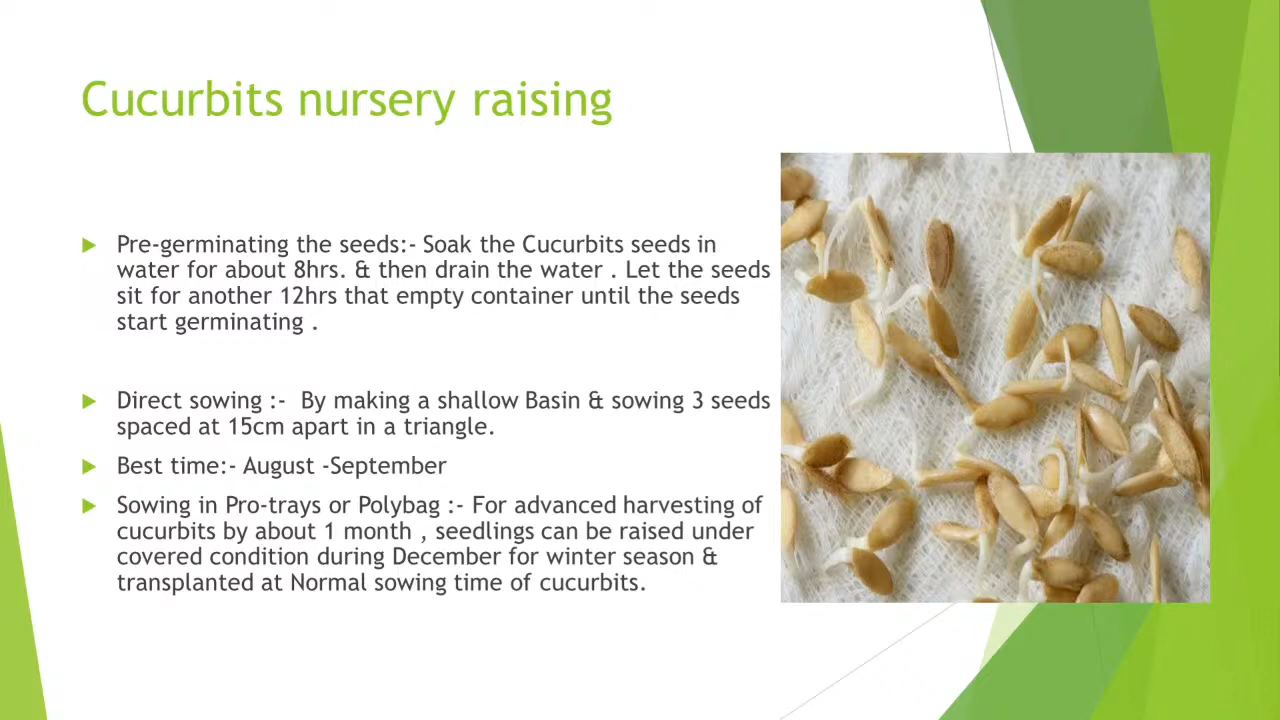 Cucurbits nursery raising
Pre-germinating the seeds:- Soak the Cucurbits seeds in
water for about 8hrs. & then drain the water . Let the seeds
sit for another 12hrs that empty container until the seeds
start germinating .
Direct sowing :- By making a shallow Basin & sowing 3 seeds
spaced at 15cm apart in a triangle.
Best time:- August -September
Sowing in Pro-trays or Polybag :- For advanced harvesting of
cucurbits by about 1 month , seedlings can be raised under
covered condition during December for winter season &
transplanted at Normal sowing time of cucurbits.